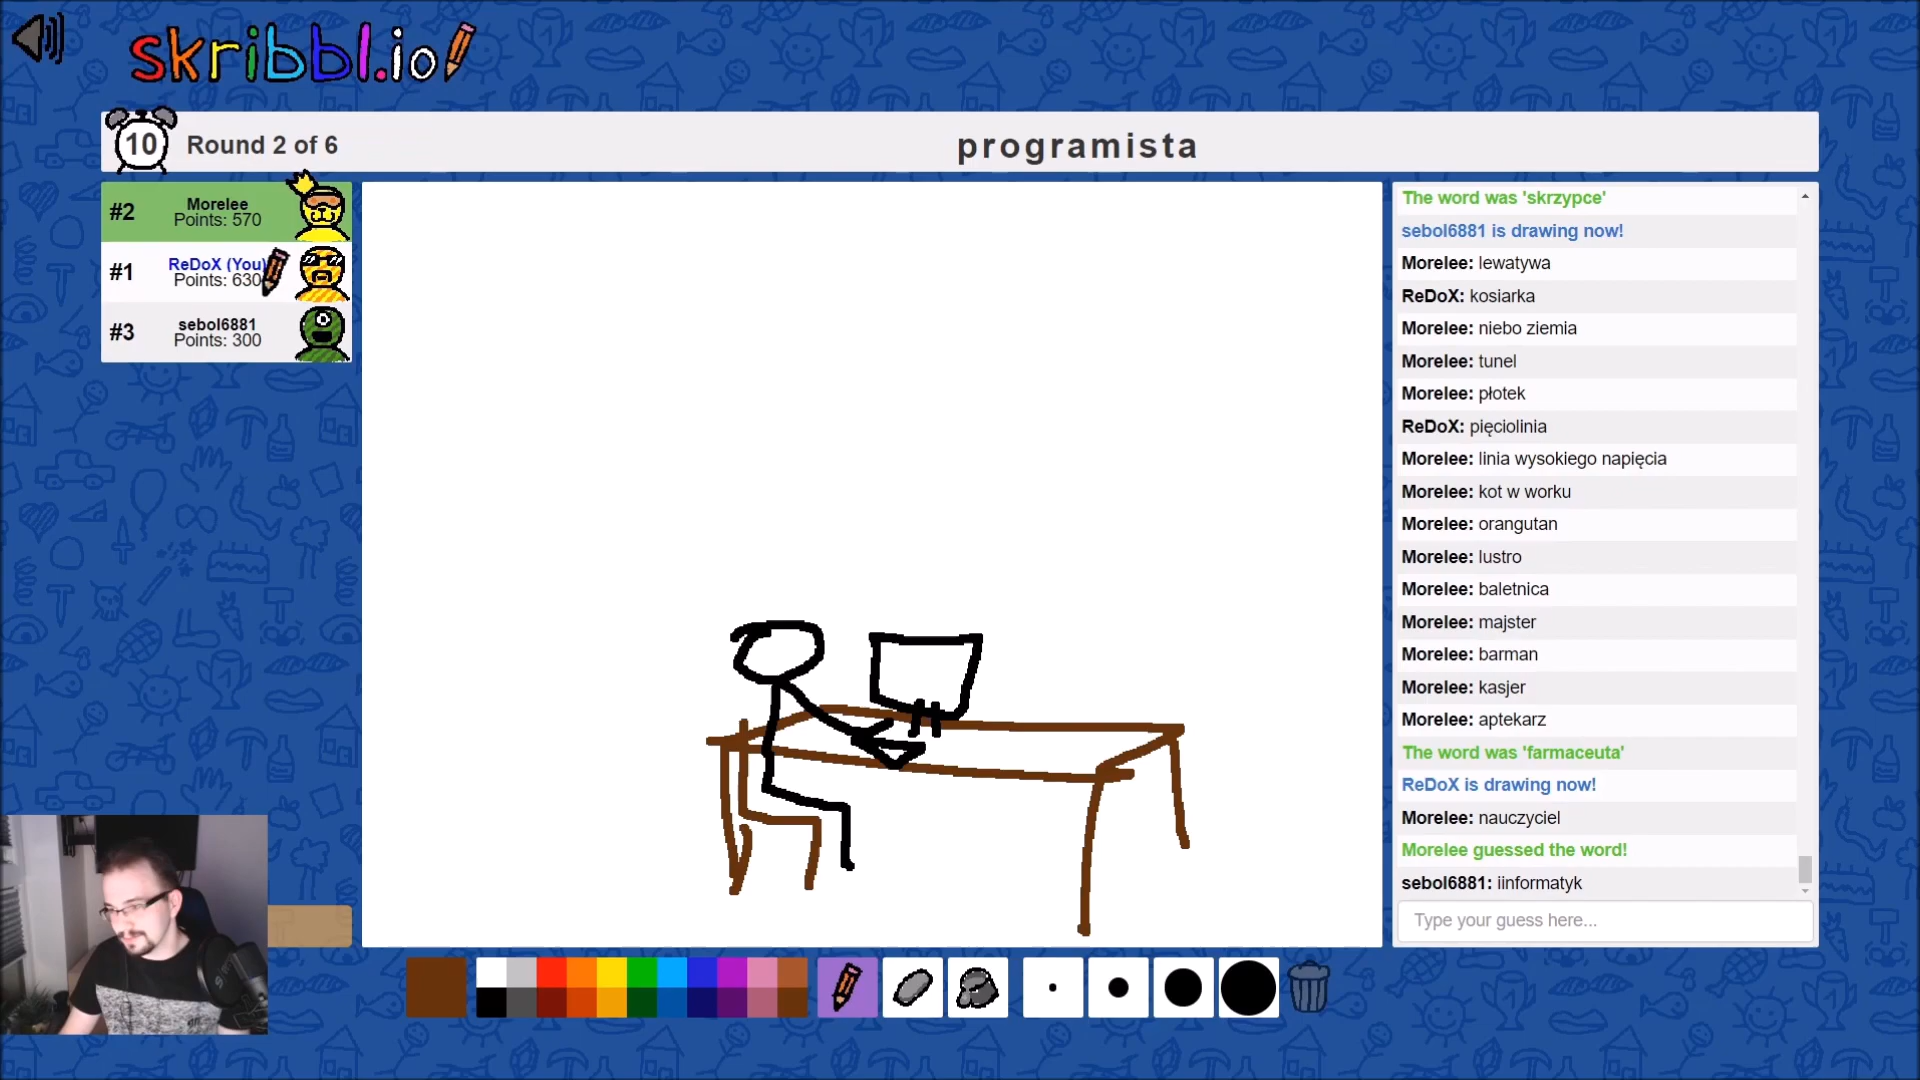 skribbl.io
10
Round 2 of 6
programista
#2
Morelee
Points: 570
#1
ReDoX (You)
Points: 630
#3
sebol6881
Points: 300
The word was 'skrzypce'
sebol6881 is drawing now!
Morelee: lewatywa
ReDoX: kosiarka
Morelee: niebo ziemia
Morelee: tunel
Morelee: płotek
ReDoX: pięciolinia
Morelee: linia wysokiego napięcia
Morelee: kot w worku
Morelee: orangutan
Morelee: lustro
Morelee: baletnica
Morelee: majster
Morelee: barman
Morelee: kasjer
Morelee: aptekarz
The word was 'farmaceuta'
ReDoX is drawing now!
Morelee: nauczyciel
Morelee guessed the word!
sebol6881: iinformatyk
Type your guess here...